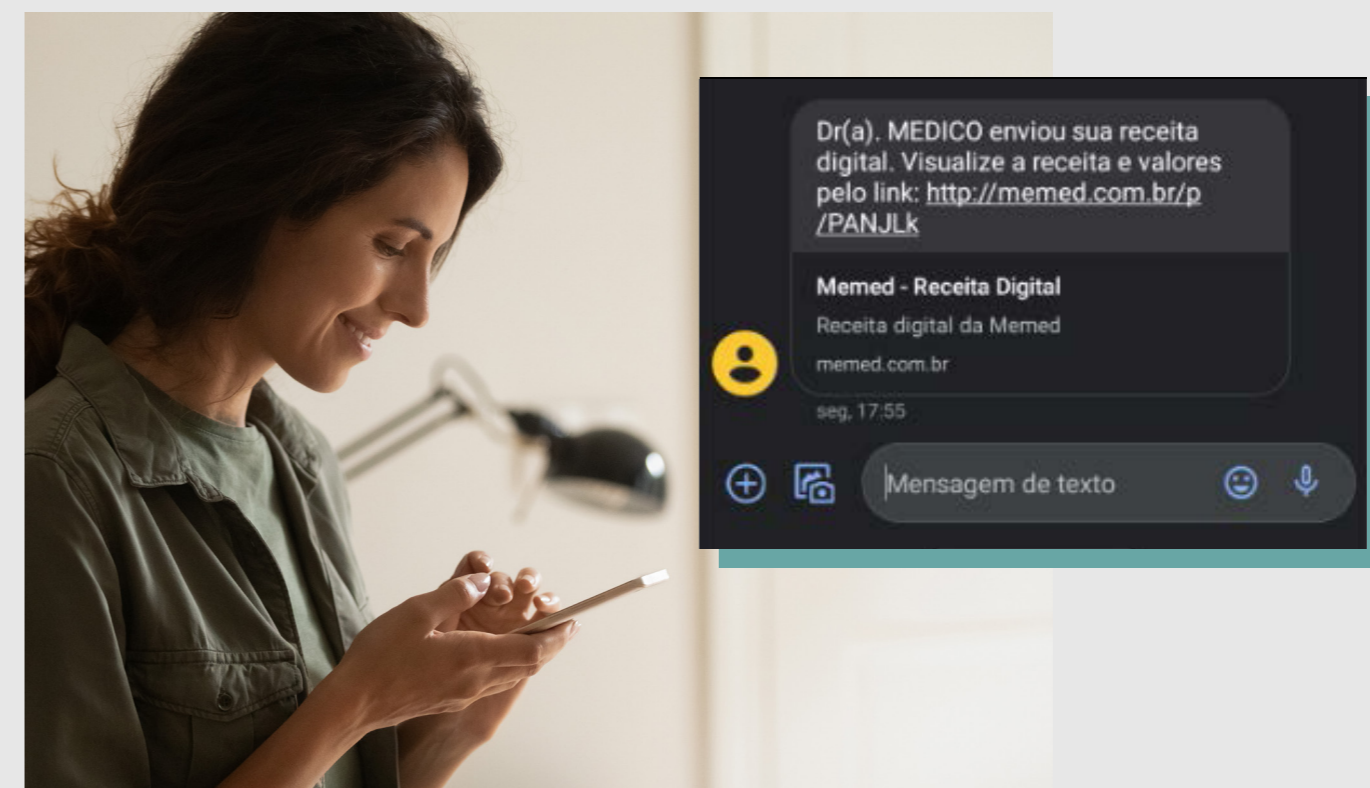 Dr(a). MEDICO enviou sua receita
digital. Visualize a receita e valores
pelo link: http://memed.com.br/p
/PANJLk
Memed - Receita Digital
Receita digital da Memed
memed.com.br
seg, 17:55
Mensagem de texto